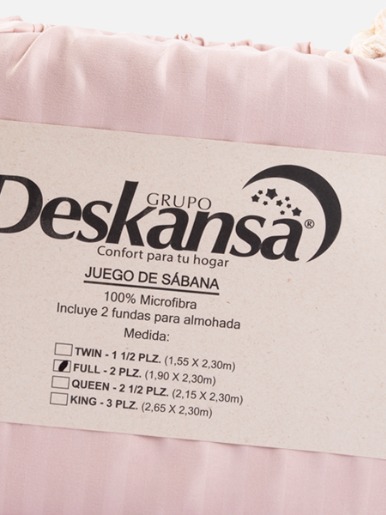 GRUPO
Deskansa®
Confort para tu hogar
JUEGO DE SÁBANA
100% Microfibra
Incluye 2 fundas para almohada
Medida:
TWIN - 1 1/2 PLZ. (1,55 X 2,30m)
FULL - 2 PLZ. (1,90 X 2,30m)
QUEEN - 2 1/2 PLZ. (2,15 X 2,30m)
KING - 3 PLZ. (2,65 X 2,30m)